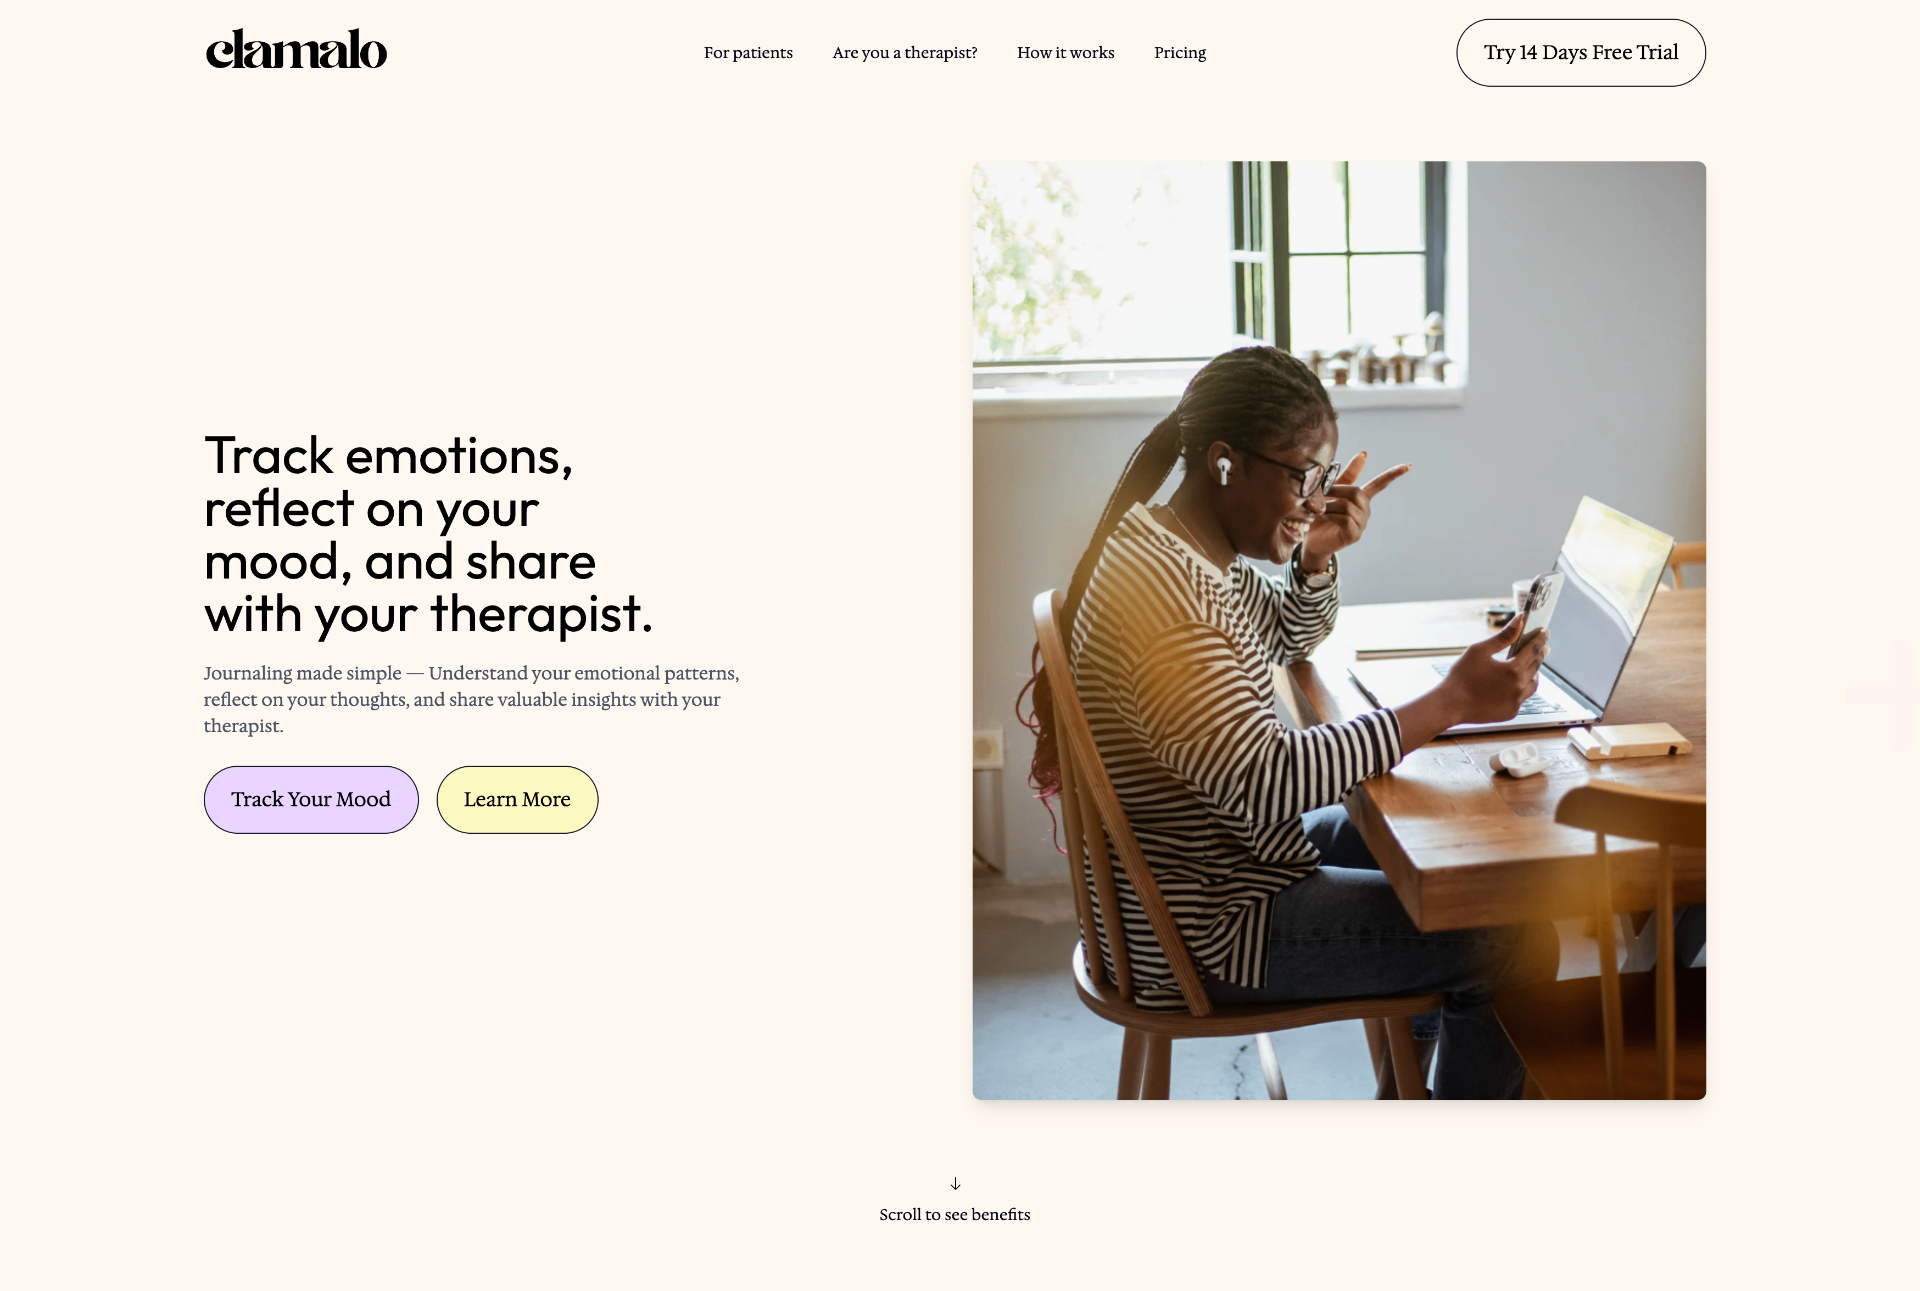 clamalo
For patients
Are you a therapist?
How it works
Pricing
Try 14 Days Free Trial
Track emotions,
reflect on your
mood, and share
with your therapist.
Journaling made simple — Understand your emotional patterns,
reflect on your thoughts, and share valuable insights with your
therapist.
Track Your Mood
Learn More
↓
Scroll to see benefits